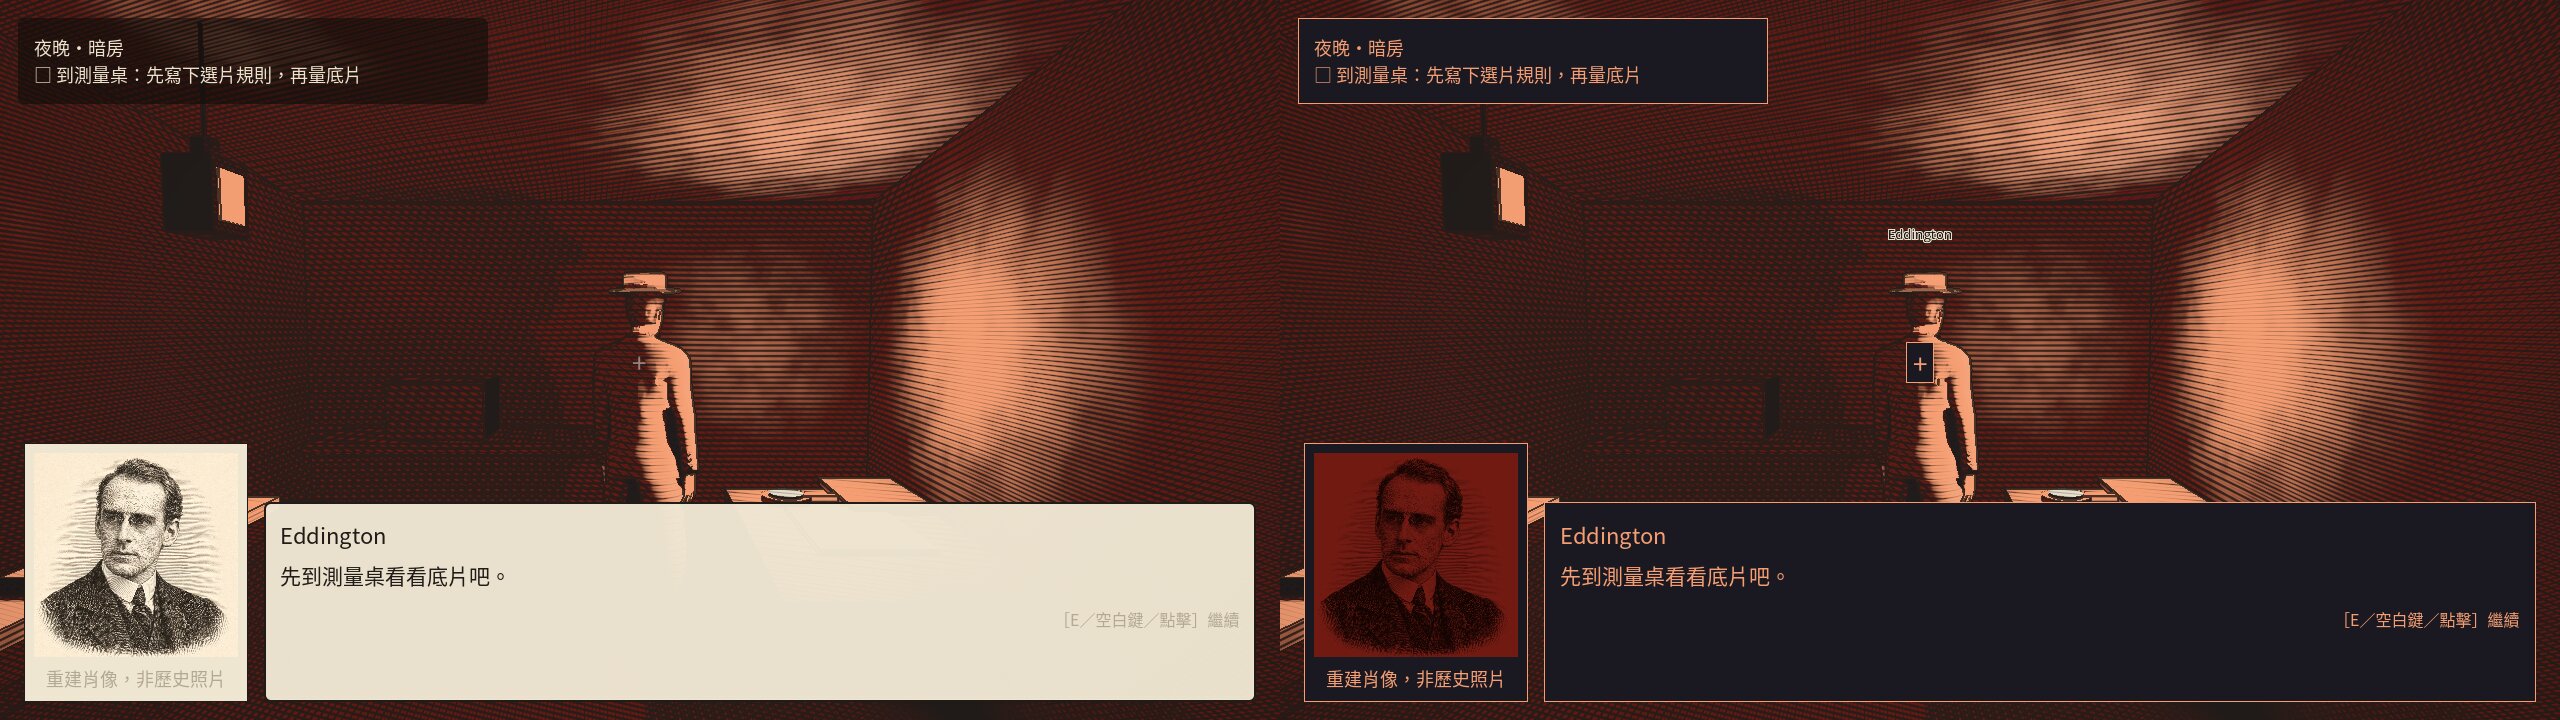 夜晚・暗房
□ 到測量桌：先寫下選片規則，再量底片
Eddington
先到測量桌看看底片吧。
［E／空白鍵／點擊］繼續
重建肖像，非歷史照片
夜晚・暗房
□ 到測量桌：先寫下選片規則，再量底片
Eddington
Eddington
先到測量桌看看底片吧。
［E／空白鍵／點擊］繼續
重建肖像，非歷史照片